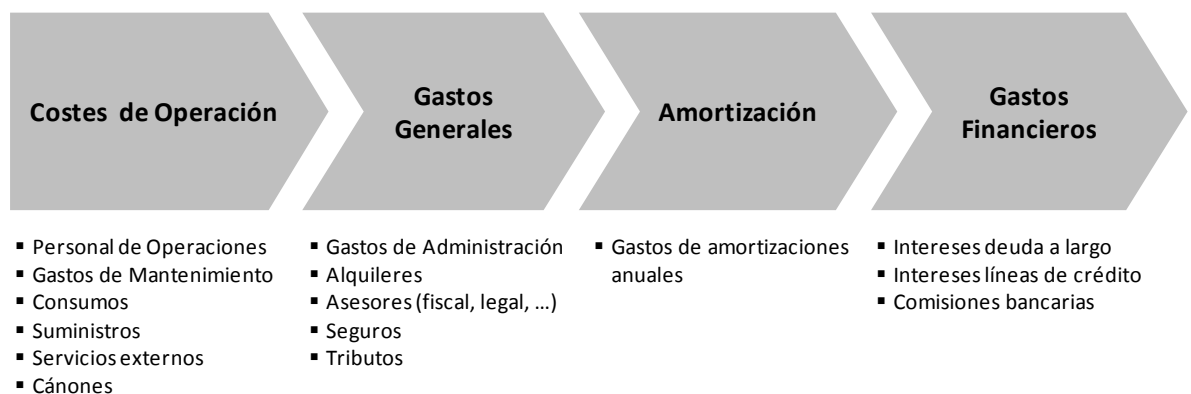 Costes de Operación
Gastos
Generales
Amortización
Gastos
Financieros
▪ Personal de Operaciones
▪ Gastos de Mantenimiento
▪ Consumos
▪ Suministros
▪ Servicios externos
▪ Cánones
▪ Gastos de Administración
▪ Alquileres
▪ Asesores (fiscal, legal, …)
▪ Seguros
▪ Tributos
▪ Gastos de amortizaciones
anuales
▪ Intereses deuda a largo
▪ Intereses líneas de crédito
▪ Comisiones bancarias